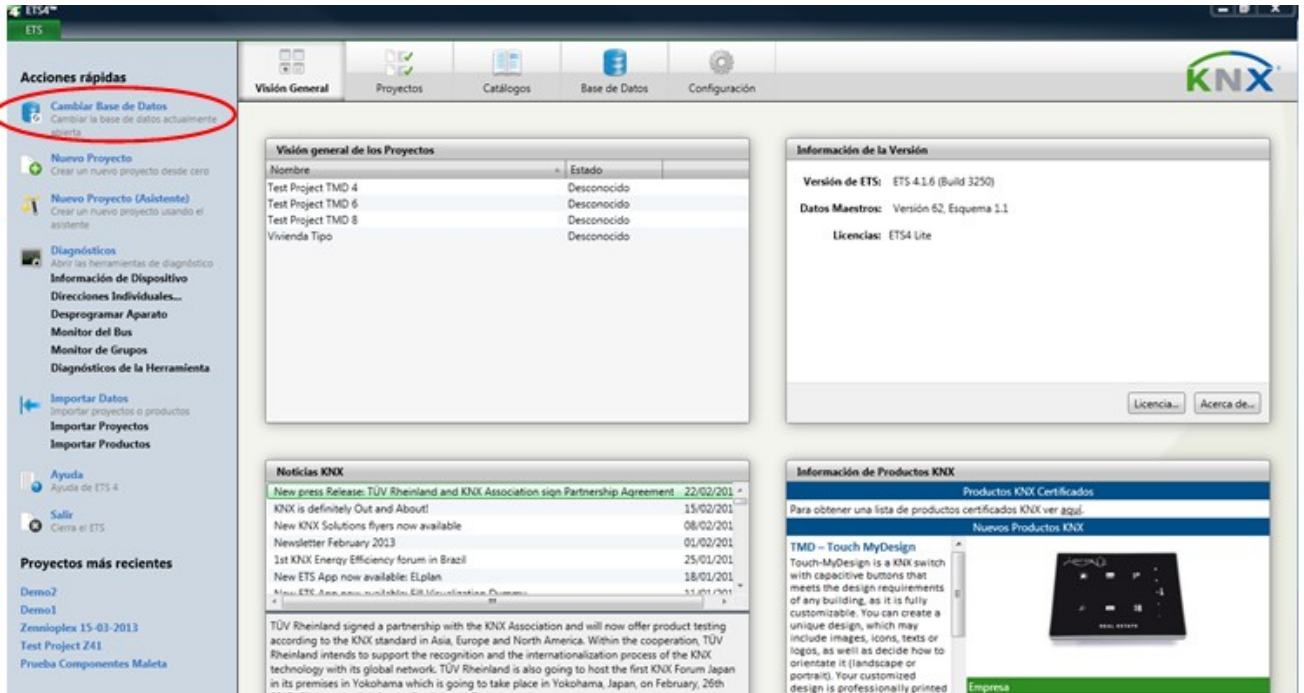 ETS4™
ETS
Acciones rápidas
Cambiar Base de Datos
Cambiar la base de datos actualmente
abierta
Nuevo Proyecto
Crear un nuevo proyecto desde cero
Nuevo Proyecto (Asistente)
Crear un nuevo proyecto usando el
asistente
Diagnósticos
Abrir las herramientas de diagnóstico
Información de Dispositivo
Direcciones Individuales...
Desprogramar Aparato
Monitor del Bus
Monitor de Grupos
Diagnósticos de la Herramienta
Importar Datos
Importar proyectos o productos
Importar Proyectos
Importar Productos
Ayuda
Ayuda de ETS 4
Salir
Cierra el ETS
Proyectos más recientes
Demo2
Demo1
Zennioplex 15-03-2013
Test Project Z41
Prueba Componentes Maleta
Visión General
Proyectos
Catálogos
Base de Datos
Configuración
KNX
Visión general de los Proyectos
Nombre Estado
Test Project TMD 4 Desconocido
Test Project TMD 6 Desconocido
Test Project TMD 8 Desconocido
Vivienda Tipo Desconocido
Información de la Versión
Versión de ETS: ETS 4.1.6 (Build 3250)
Datos Maestros: Versión 62, Esquema 1.1
Licencias: ETS4 Lite
Licencia... Acerca de...
Noticias KNX
New press Release: TÜV Rheinland and KNX Association sign Partnership Agreement 22/02/201
KNX is definitely Out and About! 15/02/201
New KNX Solutions flyers now available 08/02/201
Newsletter February 2013 01/02/201
1st KNX Energy Efficiency forum in Brazil 25/01/201
New ETS App now available: ELplan 18/01/201
New ETS App now available: Visualization Dummy 11/01/201
TÜV Rheinland signed a partnership with the KNX Association and will now offer product testing
according to the KNX standard in Asia, Europe and North America. Within the cooperation, TÜV
Rheinland intends to support the recognition and the internationalization process of the KNX
technology with its global network. TÜV Rheinland is also going to host the first KNX Forum Japan
in its premises in Yokohama which is going to take place in Yokohama, Japan, on February, 26th
Información de Productos KNX
Productos KNX Certificados
Para obtener una lista de productos certificados KNX ver aquí.
Nuevos Productos KNX
TMD – Touch MyDesign
Touch-MyDesign is a KNX switch
with capacitive buttons that
meets the design requirements
of any building, as it is fully
customizable. You can create a
unique design, which may
include images, icons, texts or
logos, as well as decide how to
orientate it (landscape or
portrait). Your customized
design is professionally printed
REAL ESTATE
Empresa